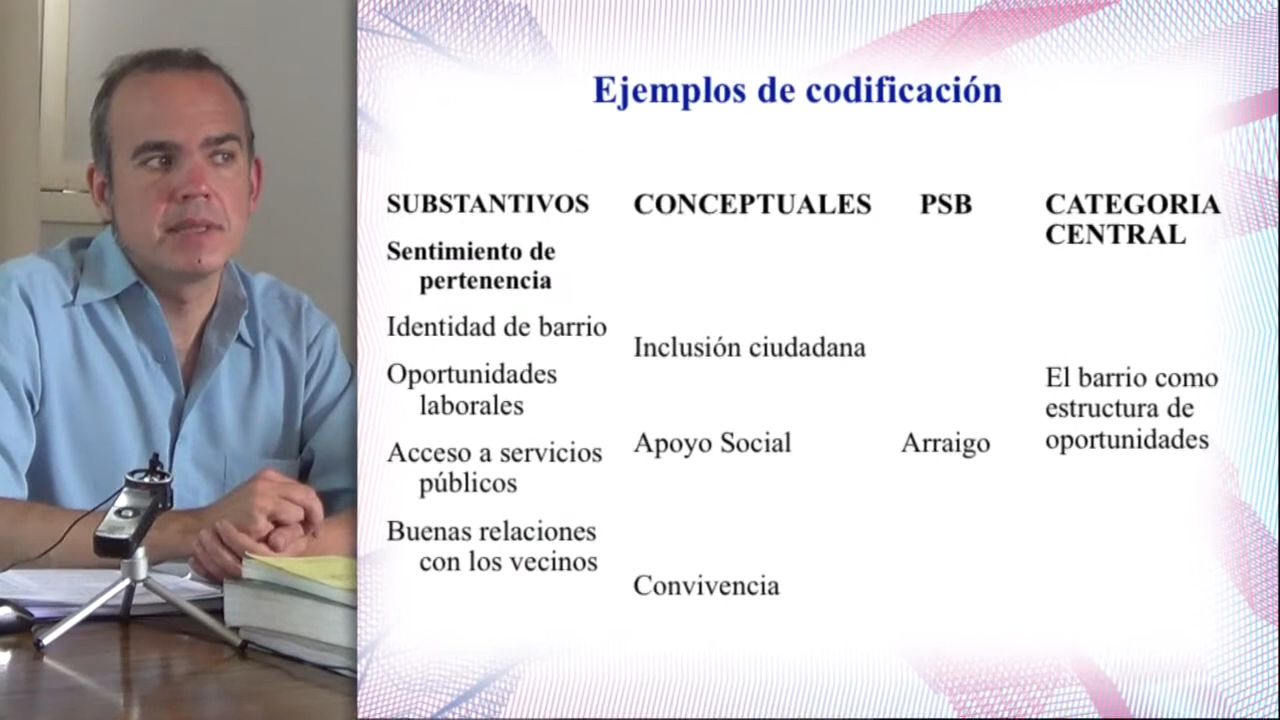 Ejemplos de codificación
SUBSTANTIVOS
CONCEPTUALES
PSB
CATEGORIA
CENTRAL
Sentimiento de
pertenencia
Identidad de barrio
Oportunidades
laborales
Acceso a servicios
públicos
Buenas relaciones
con los vecinos
Inclusión ciudadana
Apoyo Social
Convivencia
Arraigo
El barrio como
estructura de
oportunidades